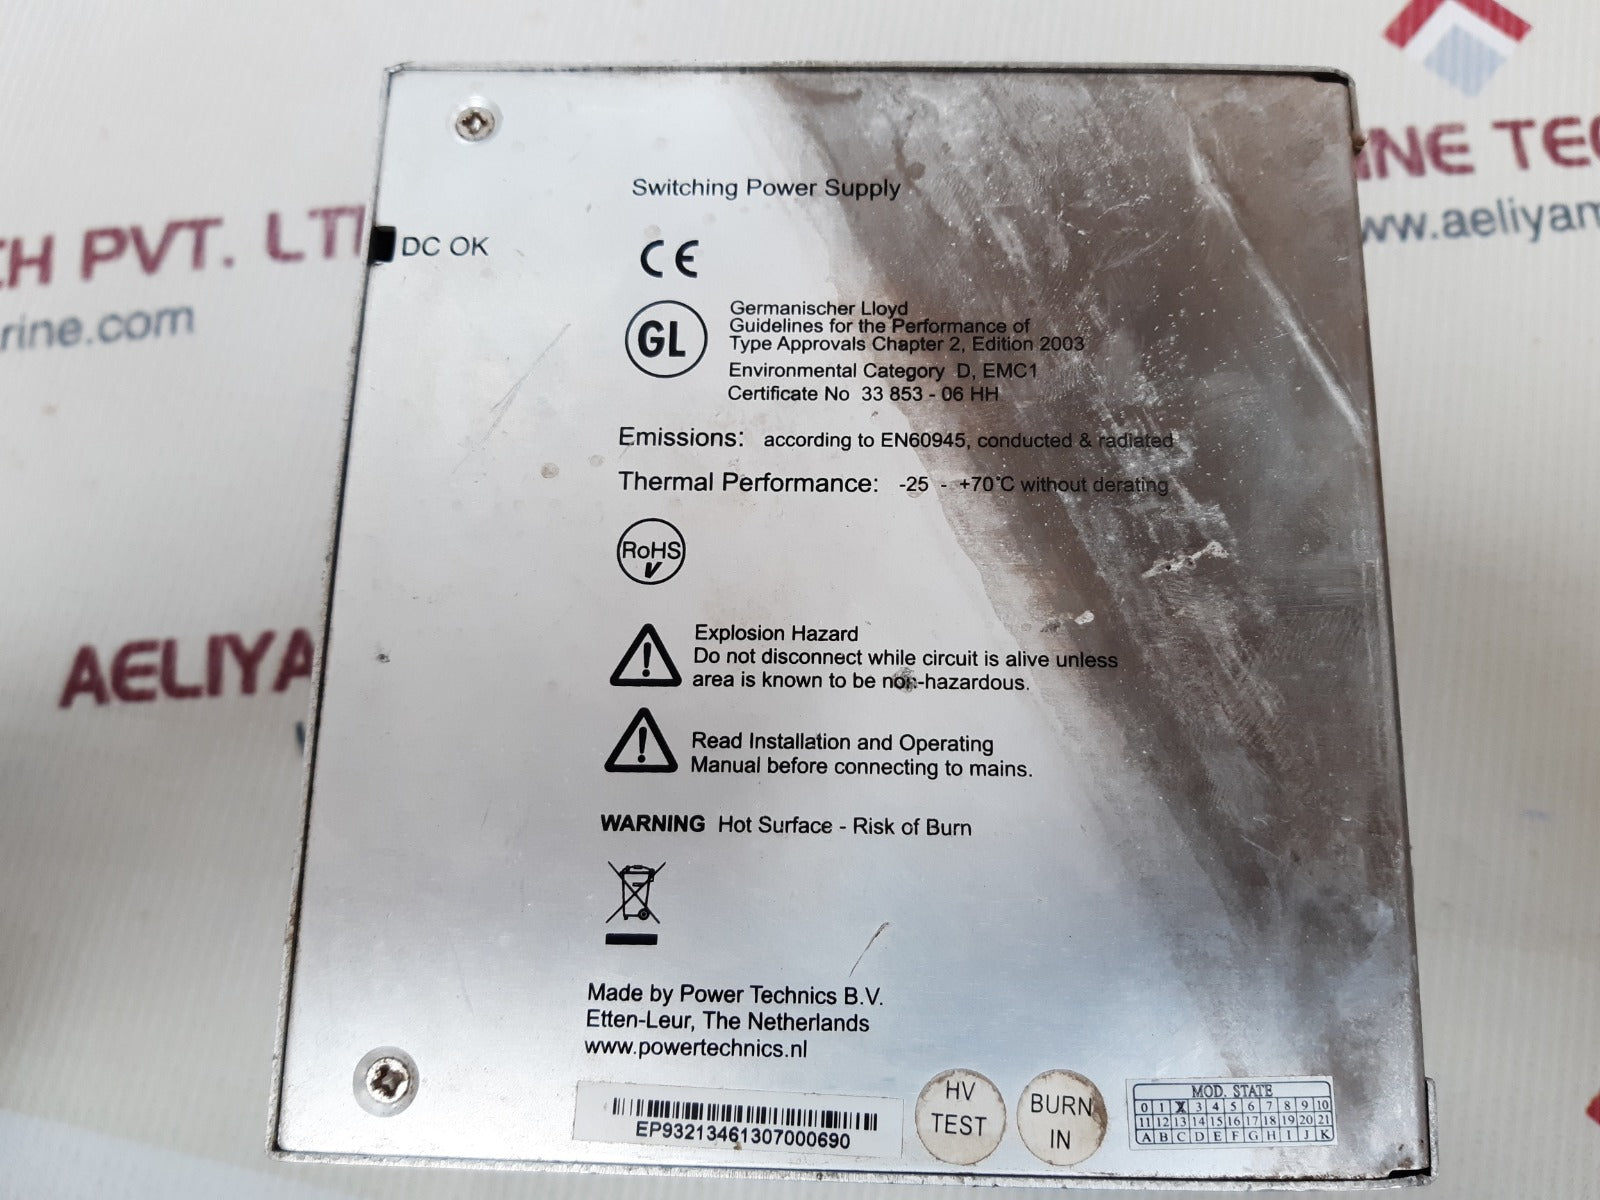 CH PVT. LT
rine.com
INE TEC
www.aeliyam
AELIYA
Switching Power Supply
DC OK
CE
GL
Germanischer Lloyd
Guidelines for the Performance of
Type Approvals Chapter 2, Edition 2003
Environmental Category D, EMC1
Certificate No 33 853 - 06 HH
Emissions: according to EN60945, conducted & radiated
Thermal Performance: -25 - +70°C without derating
RoHS
V
Explosion Hazard
Do not disconnect while circuit is alive unless
area is known to be non-hazardous.
Read Installation and Operating
Manual before connecting to mains.
WARNING Hot Surface - Risk of Burn
Made by Power Technics B.V.
Etten-Leur, The Netherlands
www.powertechnics.nl
EP93213461307000690
HV
TEST
BURN
IN
MOD. STATE
0 1 X 3 4 5 6 7 8 9 10
11 12 13 14 15 16 17 18 19 20 21
A B C D E F G H I J K